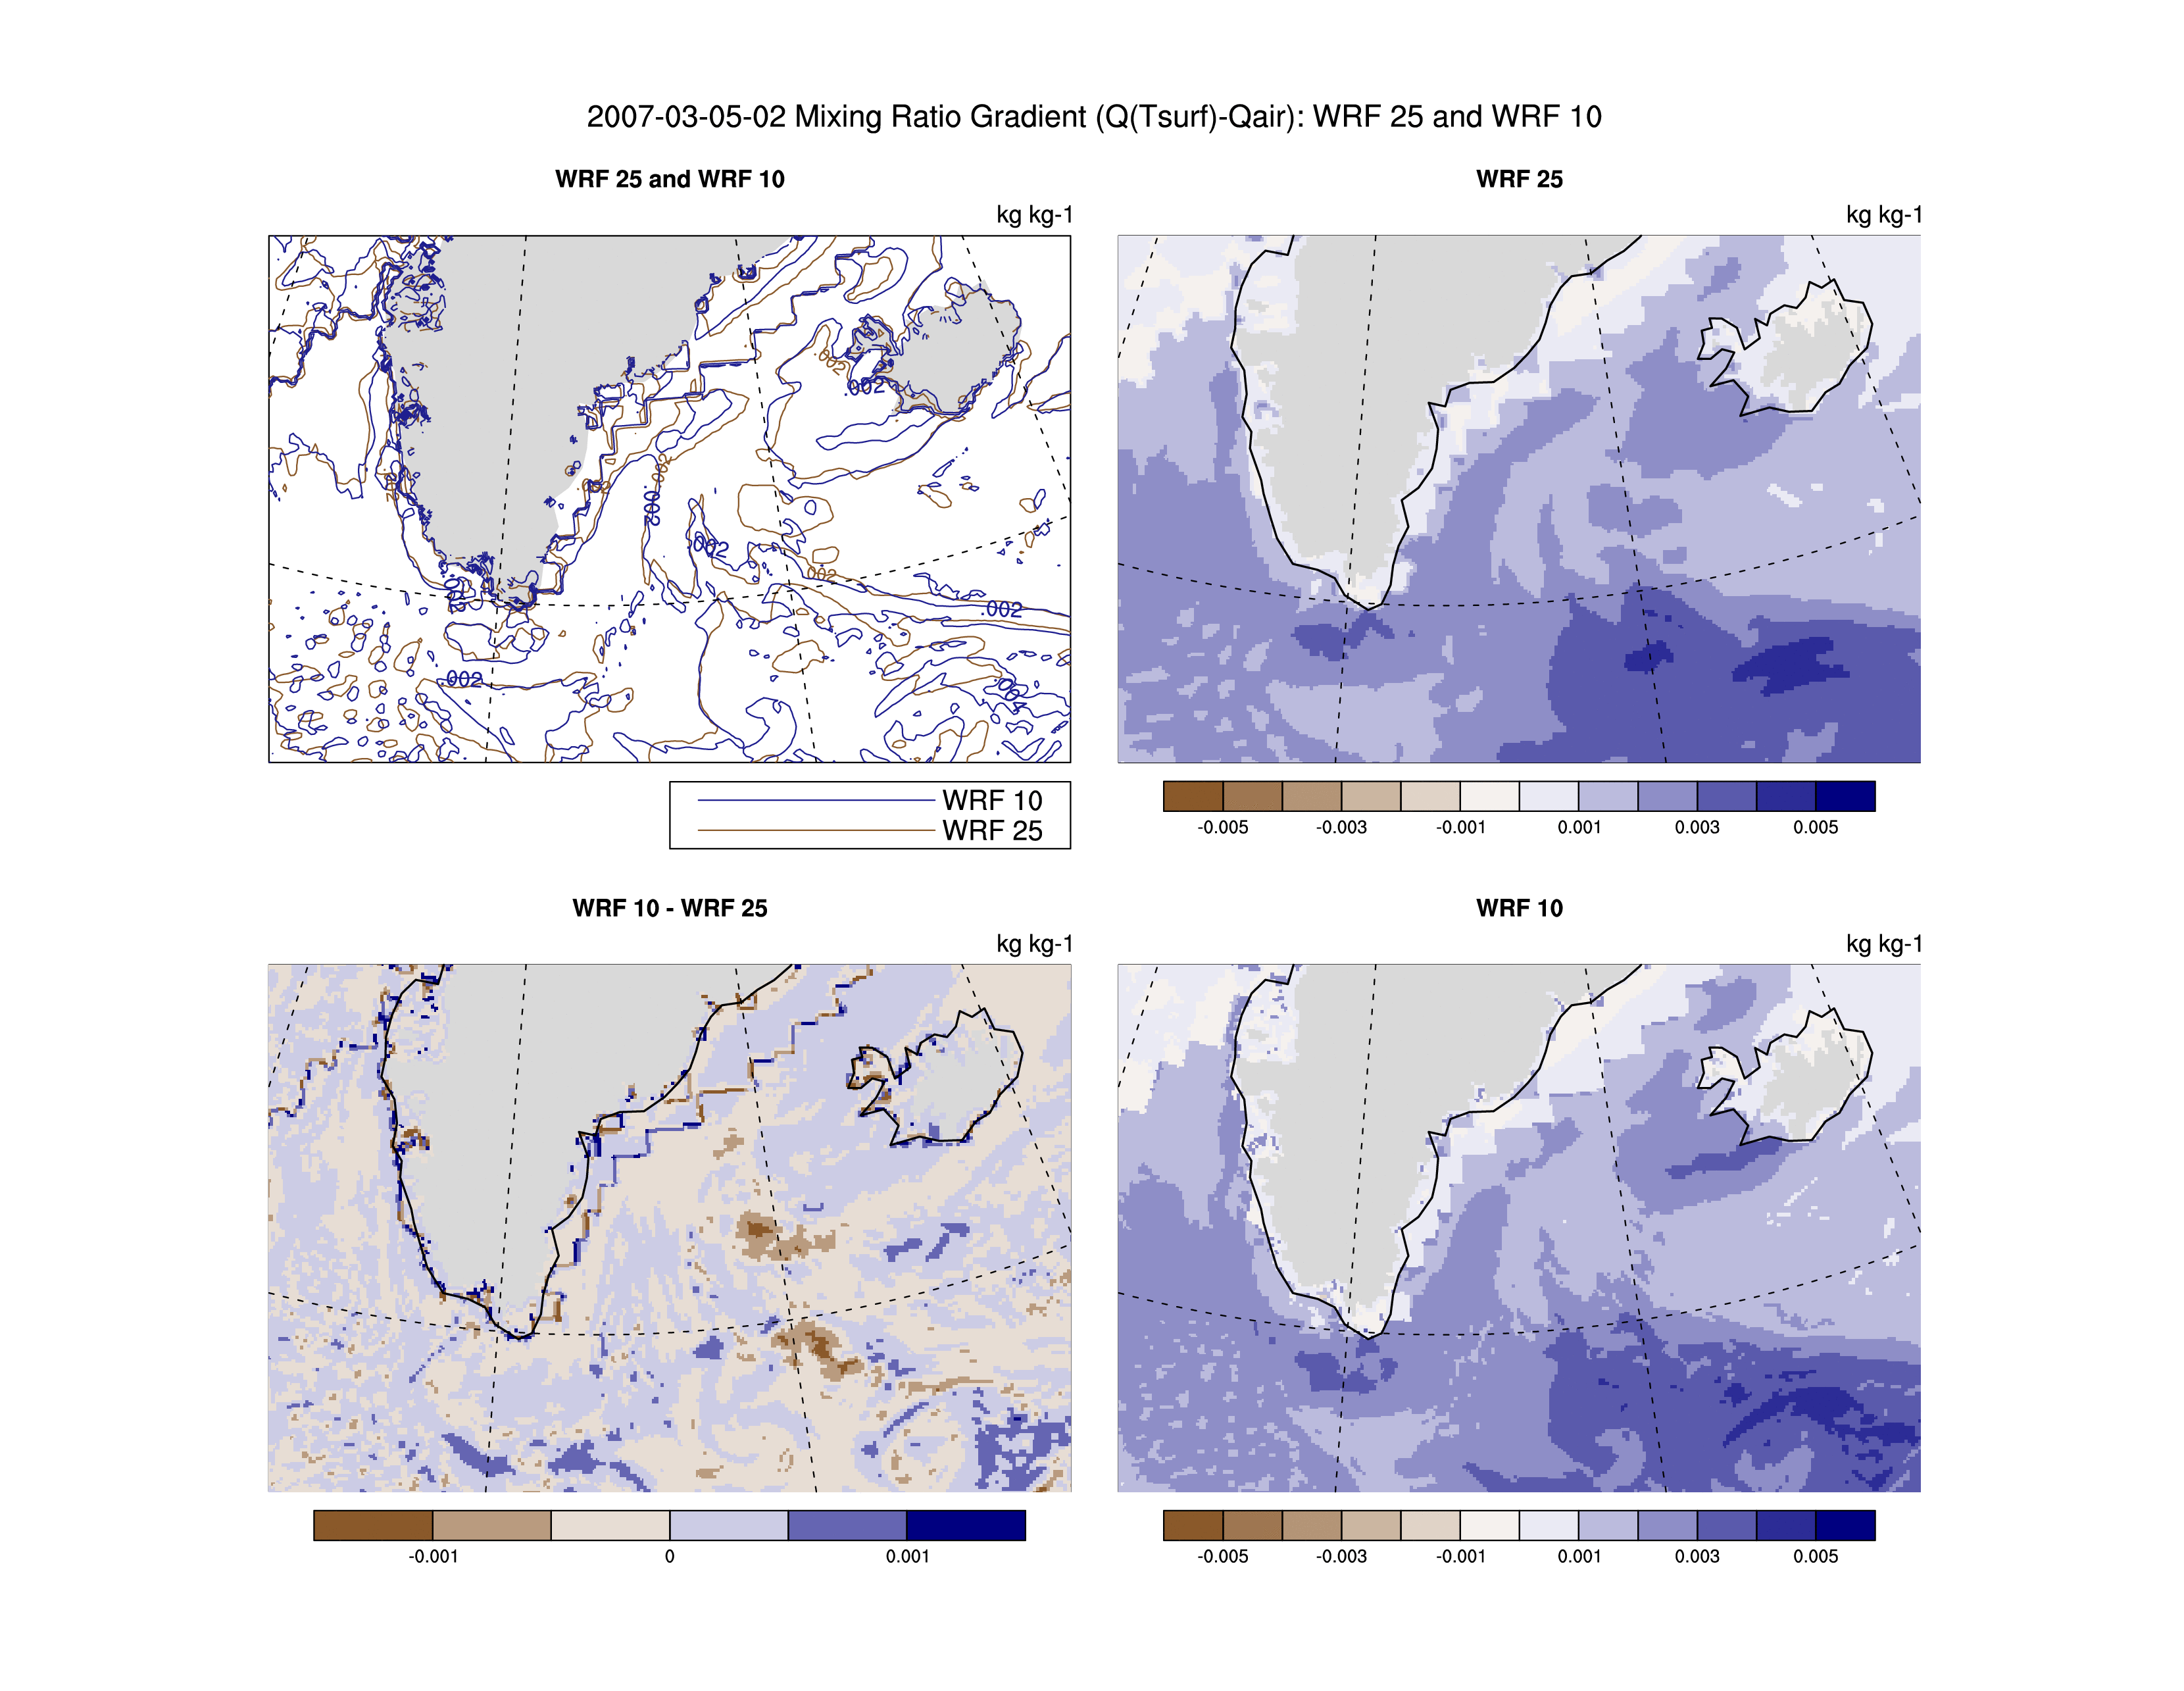 2007-03-05-02 Mixing Ratio Gradient (Q(Tsurf)-Qair): WRF 25 and WRF 10
WRF 25 and WRF 10
kg kg-1
WRF 25
kg kg-1
.002
.002
.002
.002
.002
.002
WRF 10
WRF 25
-0.005 -0.003 -0.001 0.001 0.003 0.005
WRF 10 - WRF 25
kg kg-1
WRF 10
kg kg-1
-0.001 0 0.001
-0.005 -0.003 -0.001 0.001 0.003 0.005